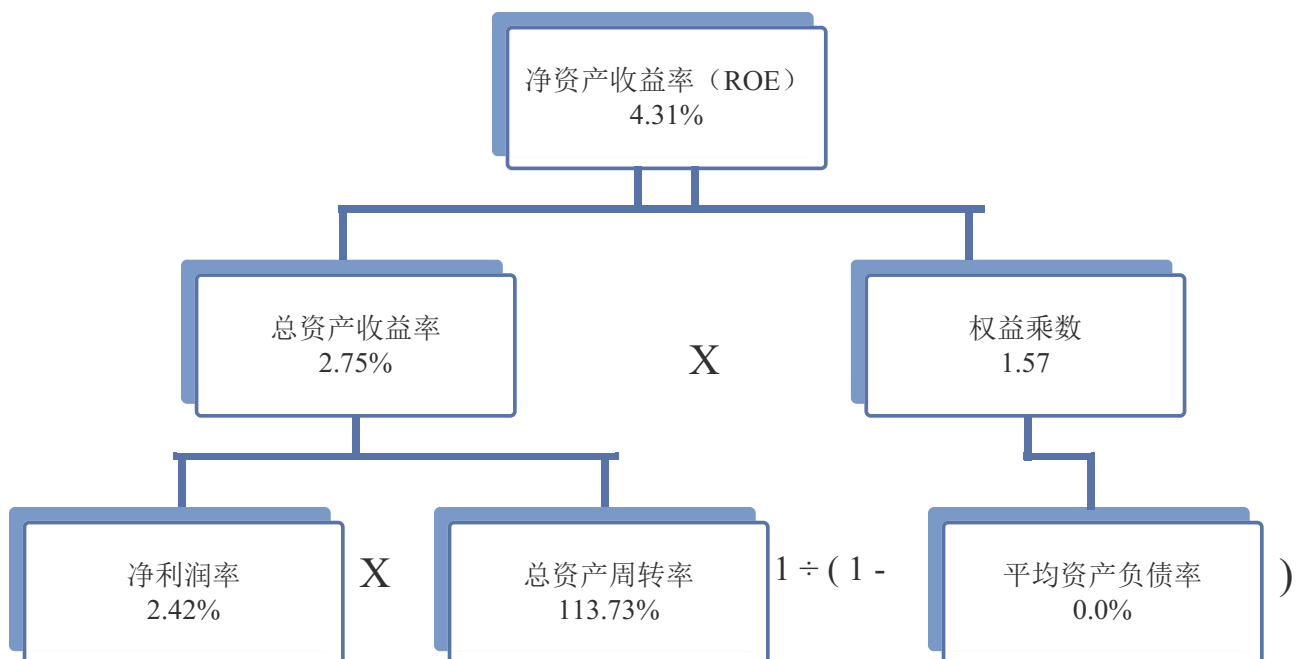 净资产收益率（ROE）
4.31%
总资产收益率
2.75%
X
权益乘数
1.57
净利润率
2.42%
X
总资产周转率
113.73%
1 ÷ ( 1 -
平均资产负债率
0.0%
)